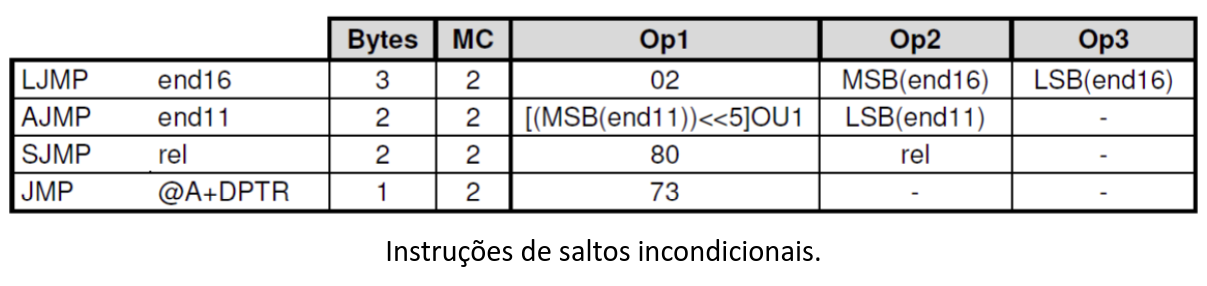 Bytes MC Op1 Op2 Op3
LJMP end16 3 2 02 MSB(end16) LSB(end16)
AJMP end11 2 2 [(MSB(end11))<<5]OU1 LSB(end11) -
SJMP rel 2 2 80 rel -
JMP @A+DPTR 1 2 73 - -
Instruções de saltos incondicionais.